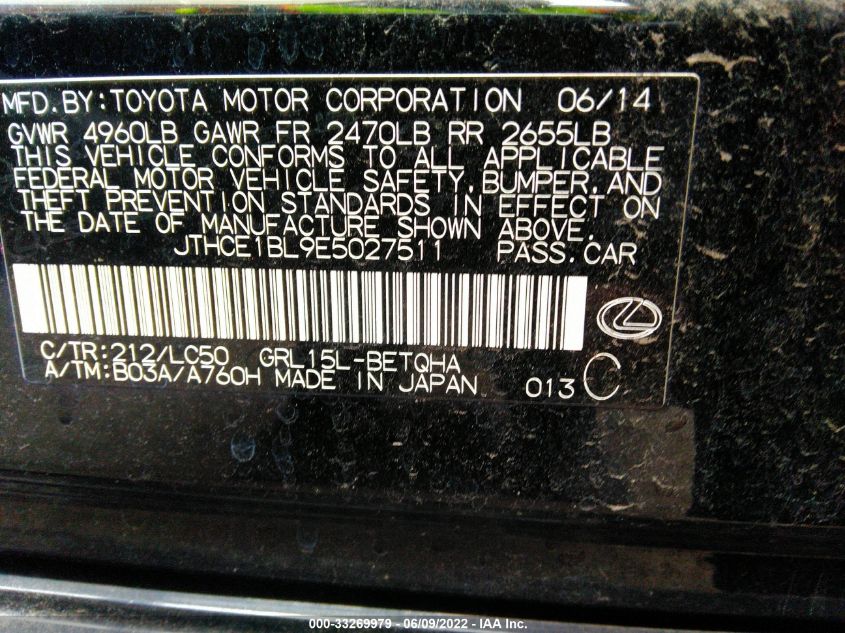 MFD.BY:TOYOTA MOTOR CORPORATION 06/14
GVWR 4960LB GAWR FR 2470LB RR 2655LB
THIS VEHICLE CONFORMS TO ALL APPLICABLE
FEDERAL MOTOR VEHICLE SAFETY,BUMPER,AND
THEFT PREVENTION STANDARDS IN EFFECT ON
THE DATE OF MANUFACTURE SHOWN ABOVE.
JTHCE1BL9E5027511 PASS.CAR
C/TR:212/LC50 GRL15L-BETQHA
A/TM:B03A/A760H MADE IN JAPAN 013 C
000-33269979 - 06/09/2022 - IAA Inc.